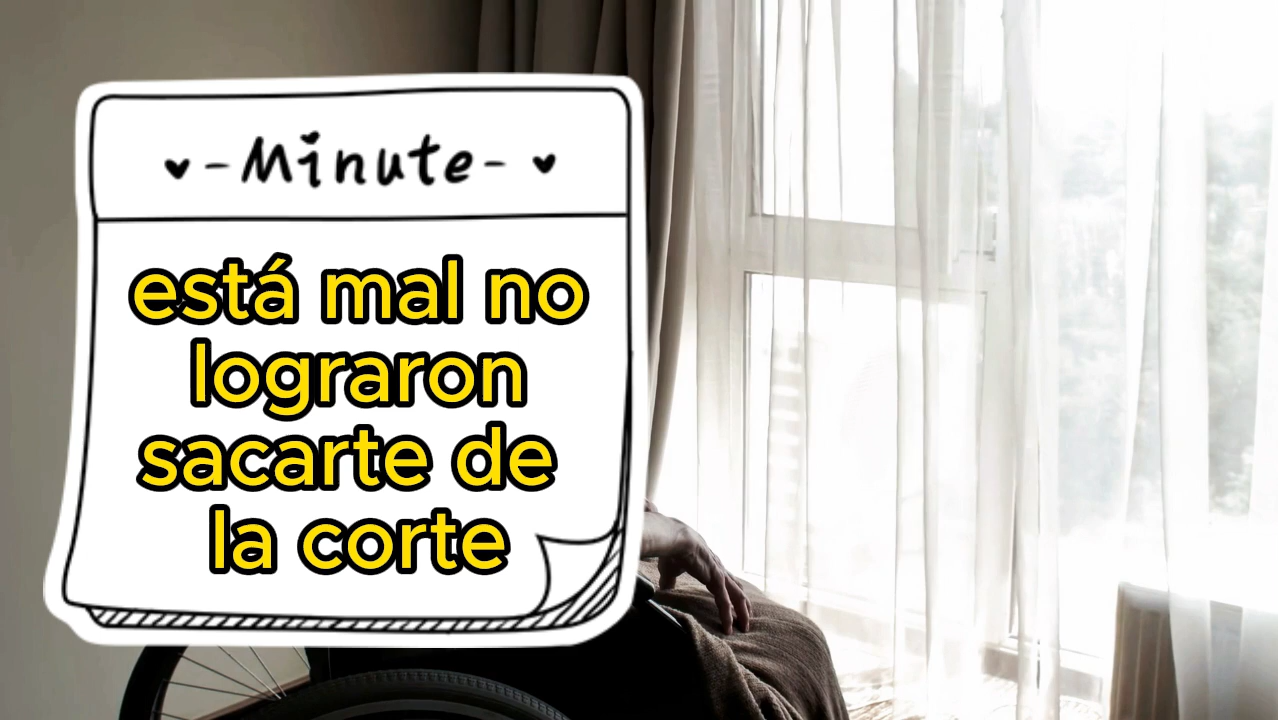 -Minute-
está mal no
lograron
sacarte de
la corte